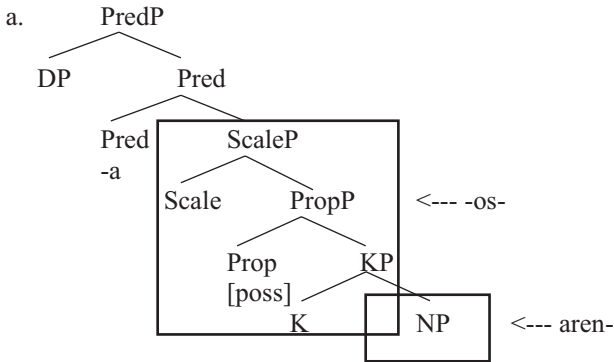 a. PredP
DP Pred
Pred ScaleP
-a
Scale PropP <--- -os-
Prop KP
[poss]
K NP <--- aren-